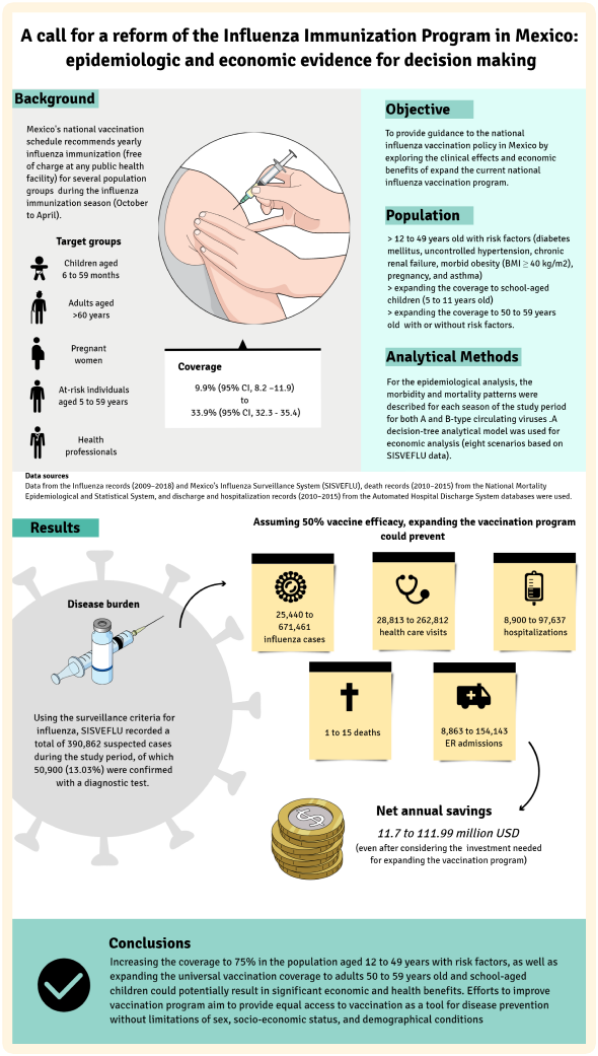 A call for a reform of the Influenza Immunization Program in Mexico:
epidemiologic and economic evidence for decision making
Background
Mexico's national vaccination
schedule recommends yearly
influenza immunization (free
of charge at any public health
facility) for several population
groups during the influenza
immunization season (October
to April).
Target groups
Children aged
6 to 59 months
Adults aged
>60 years
Pregnant
women
At-risk individuals
aged 5 to 59 years
Health
professionals
Coverage
9.9% (95% CI, 8.2 –11.9)
to
33.9% (95% CI, 32.3 - 35.4)
Objective
To provide guidance to the national
influenza vaccination policy in Mexico by
exploring the clinical effects and economic
benefits of expand the current national
influenza vaccination program.
Population
> 12 to 49 years old with risk factors (diabetes
mellitus, uncontrolled hypertension, chronic
renal failure, morbid obesity (BMI ≥ 40 kg/m2),
pregnancy, and asthma)
> expanding the coverage to school-aged
children (5 to 11 years old)
> expanding the coverage to 50 to 59 years
old with or without risk factors.
Analytical Methods
For the epidemiological analysis, the
morbidity and mortality patterns were
described for each season of the study period
for both A and B-type circulating viruses .A
decision-tree analytical model was used for
economic analysis (eight scenarios based on
SISVEFLU data).
Data sources
Data from the Influenza records (2009–2018) and Mexico's Influenza Surveillance System (SISVEFLU), death records (2010–2015) from the National Mortality
Epidemiological and Statistical System, and discharge and hospitalization records (2010–2015) from the Automated Hospital Discharge System databases were used.
Results
Disease burden
Using the surveillance criteria for
influenza, SISVEFLU recorded a
total of 390,862 suspected cases
during the study period, of which
50,900 (13.03%) were confirmed
with a diagnostic test.
Assuming 50% vaccine efficacy, expanding the vaccination program
could prevent
25,440 to
671,461
influenza cases
28,813 to 262,812
health care visits
8,900 to 97,637
hospitalizations
1 to 15 deaths
8,863 to 154,143
ER admissions
Net annual savings
11.7 to 111.99 million USD
(even after considering the investment needed
for expanding the vaccination program)
Conclusions
Increasing the coverage to 75% in the population aged 12 to 49 years with risk factors, as well as
expanding the universal vaccination coverage to adults 50 to 59 years old and school-aged
children could potentially result in significant economic and health benefits. Efforts to improve
vaccination program aim to provide equal access to vaccination as a tool for disease prevention
without limitations of sex, socio-economic status, and demographical conditions